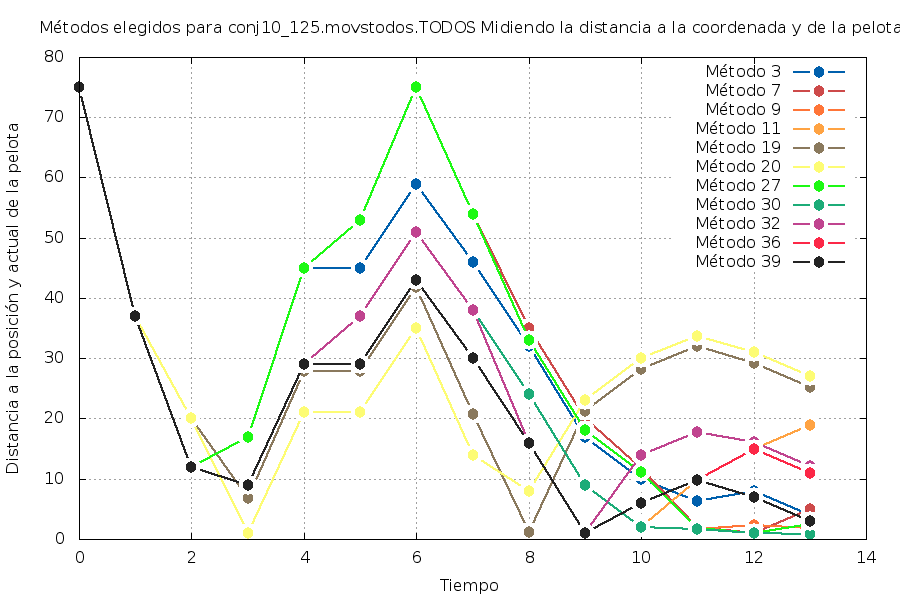 Métodos elegidos para conj10_125.movstodos.TODOS Midiendo la distancia a la coordenada y de la pelota
Distancia a la posición y actual de la pelota
80
70
60
50
40
30
20
10
0
Método 3
Método 7
Método 9
Método 11
Método 19
Método 20
Método 27
Método 30
Método 32
Método 36
Método 39
0 2 4 6 8 10 12 14
Tiempo